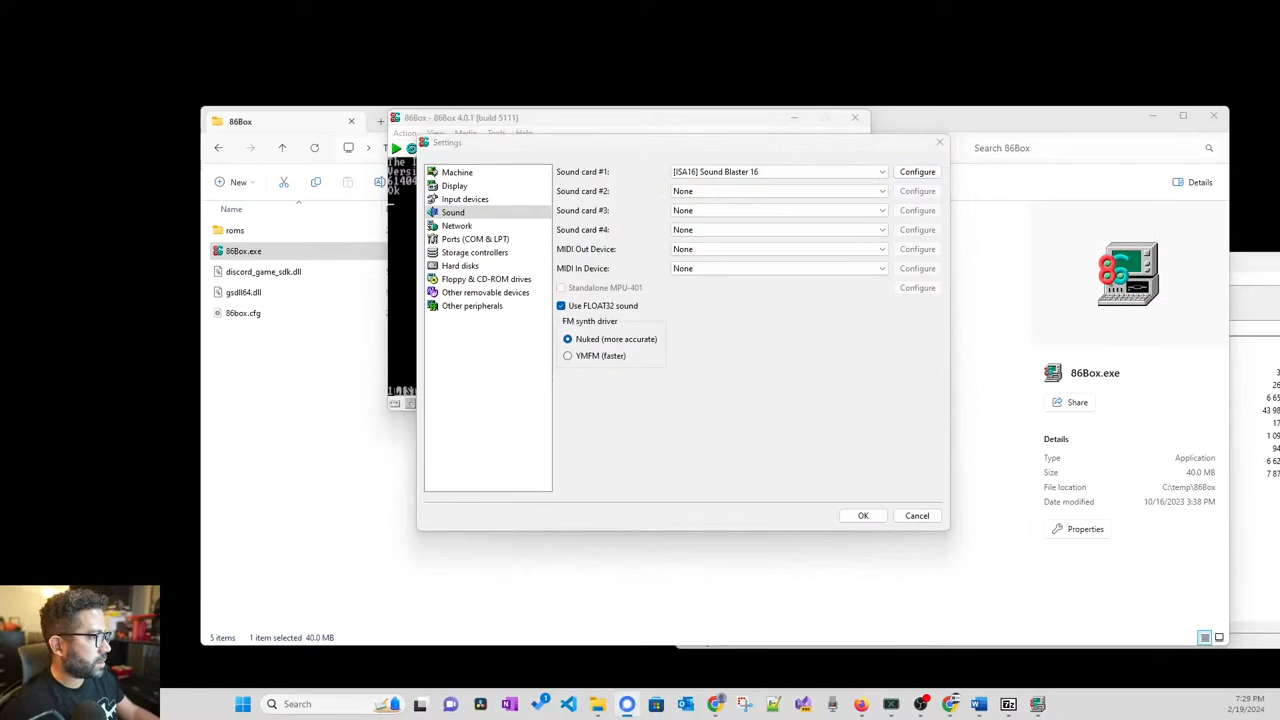 86Box
86Box - 86Box 4.0.1 [build 5111]
Action View Media Tools Help
Search 86Box
Settings
New
Details
Name
roms
86Box.exe
discord_game_sdk.dll
gsdll64.dll
86box.cfg
61404
Ok
Machine
Display
Input devices
Sound
Network
Ports (COM & LPT)
Storage controllers
Hard disks
Floppy & CD-ROM drives
Other removable devices
Other peripherals
Sound card #1: [ISA16] Sound Blaster 16 Configure
Sound card #2: None Configure
Sound card #3: None Configure
Sound card #4: None Configure
MIDI Out Device: None Configure
MIDI In Device: None Configure
Standalone MPU-401 Configure
Use FLOAT32 sound
FM synth driver
Nuked (more accurate)
YMFM (faster)
OK Cancel
86Box.exe
Share
Details
Type Application
Size 40.0 MB
File location C:\temp\86Box
Date modified 10/16/2023 3:38 PM
Properties
5 items 1 item selected 40.0 MB
Search
7:29 PM
2/19/2024